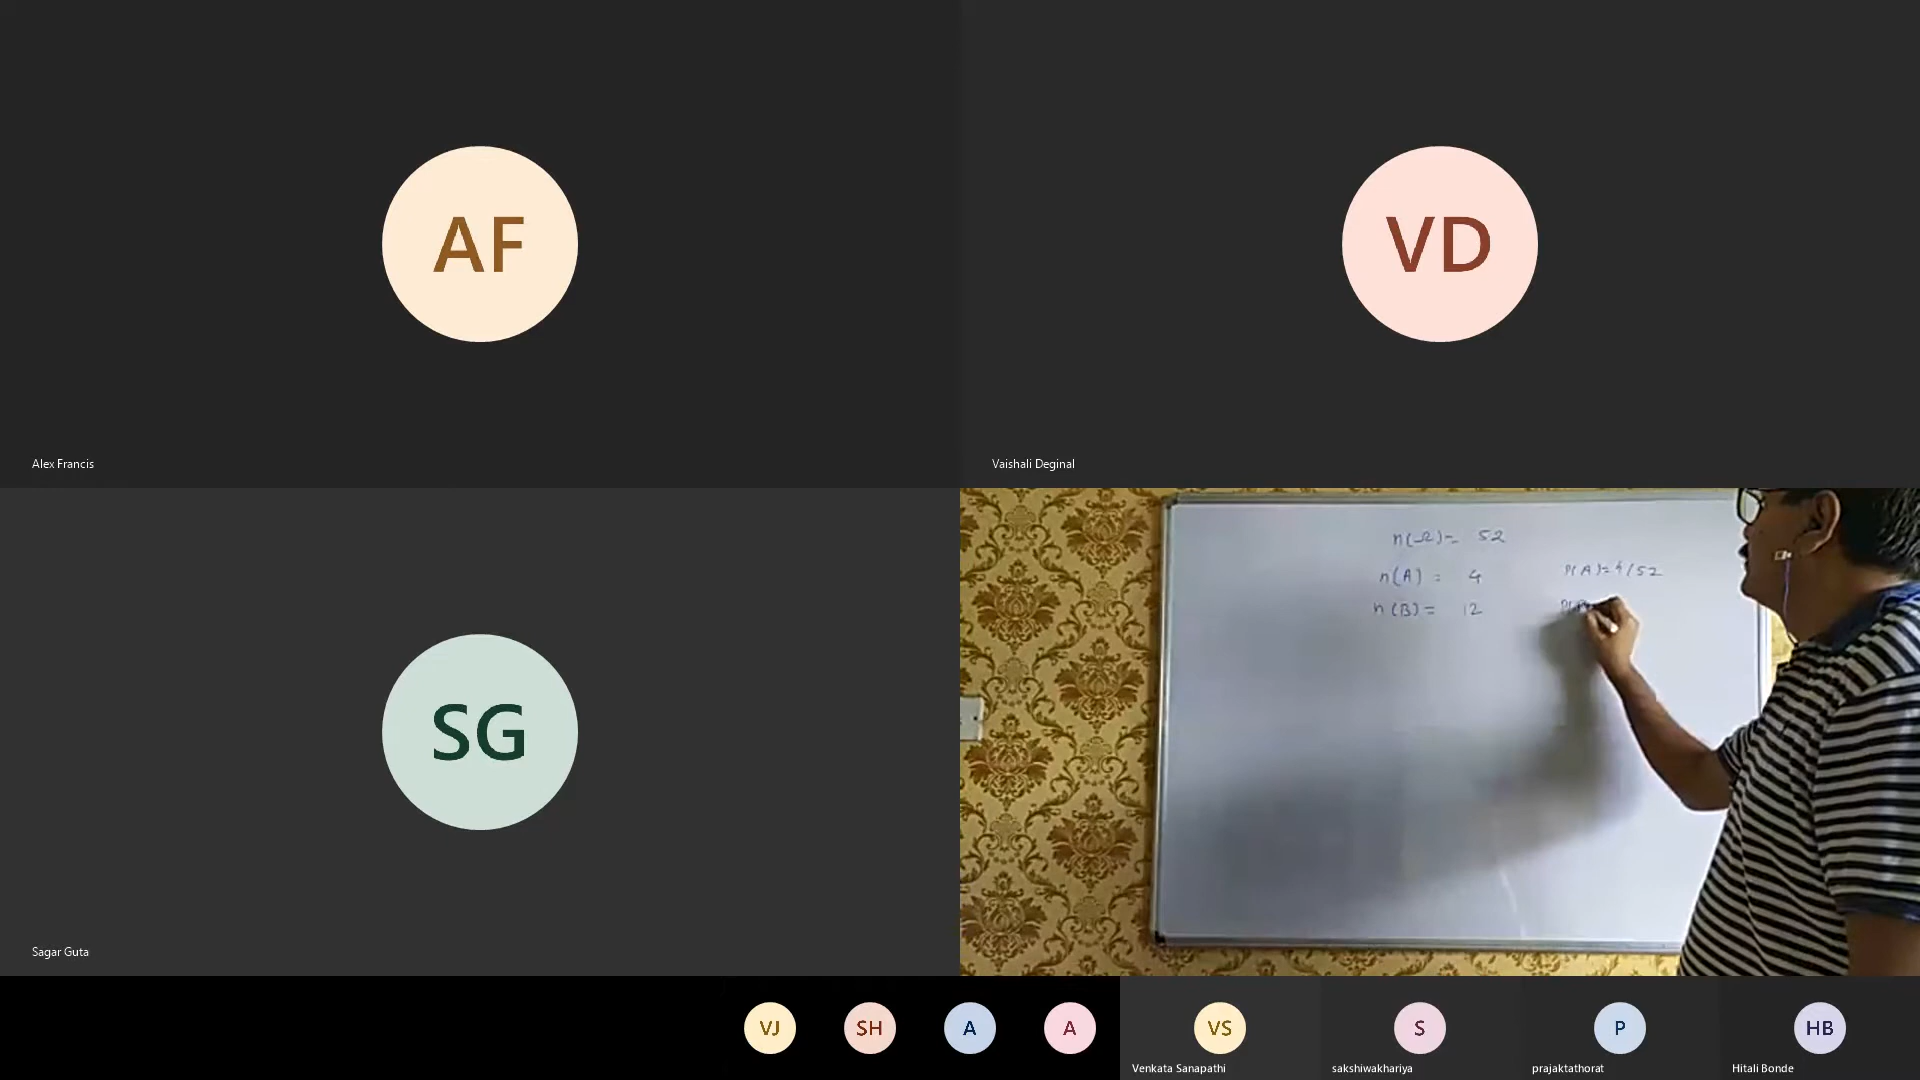 AF
Alex Francis
VD
Vaishali Deginal
SG
Sagar Guta
n(Ω)= 52
n(A) = 4
P(A)=4/52
n(B) = 12
VJ
SH
A
A
VS
Venkata Sanapathi
S
sakshiwakhariya
P
prajaktathorat
HB
Hitali Bonde